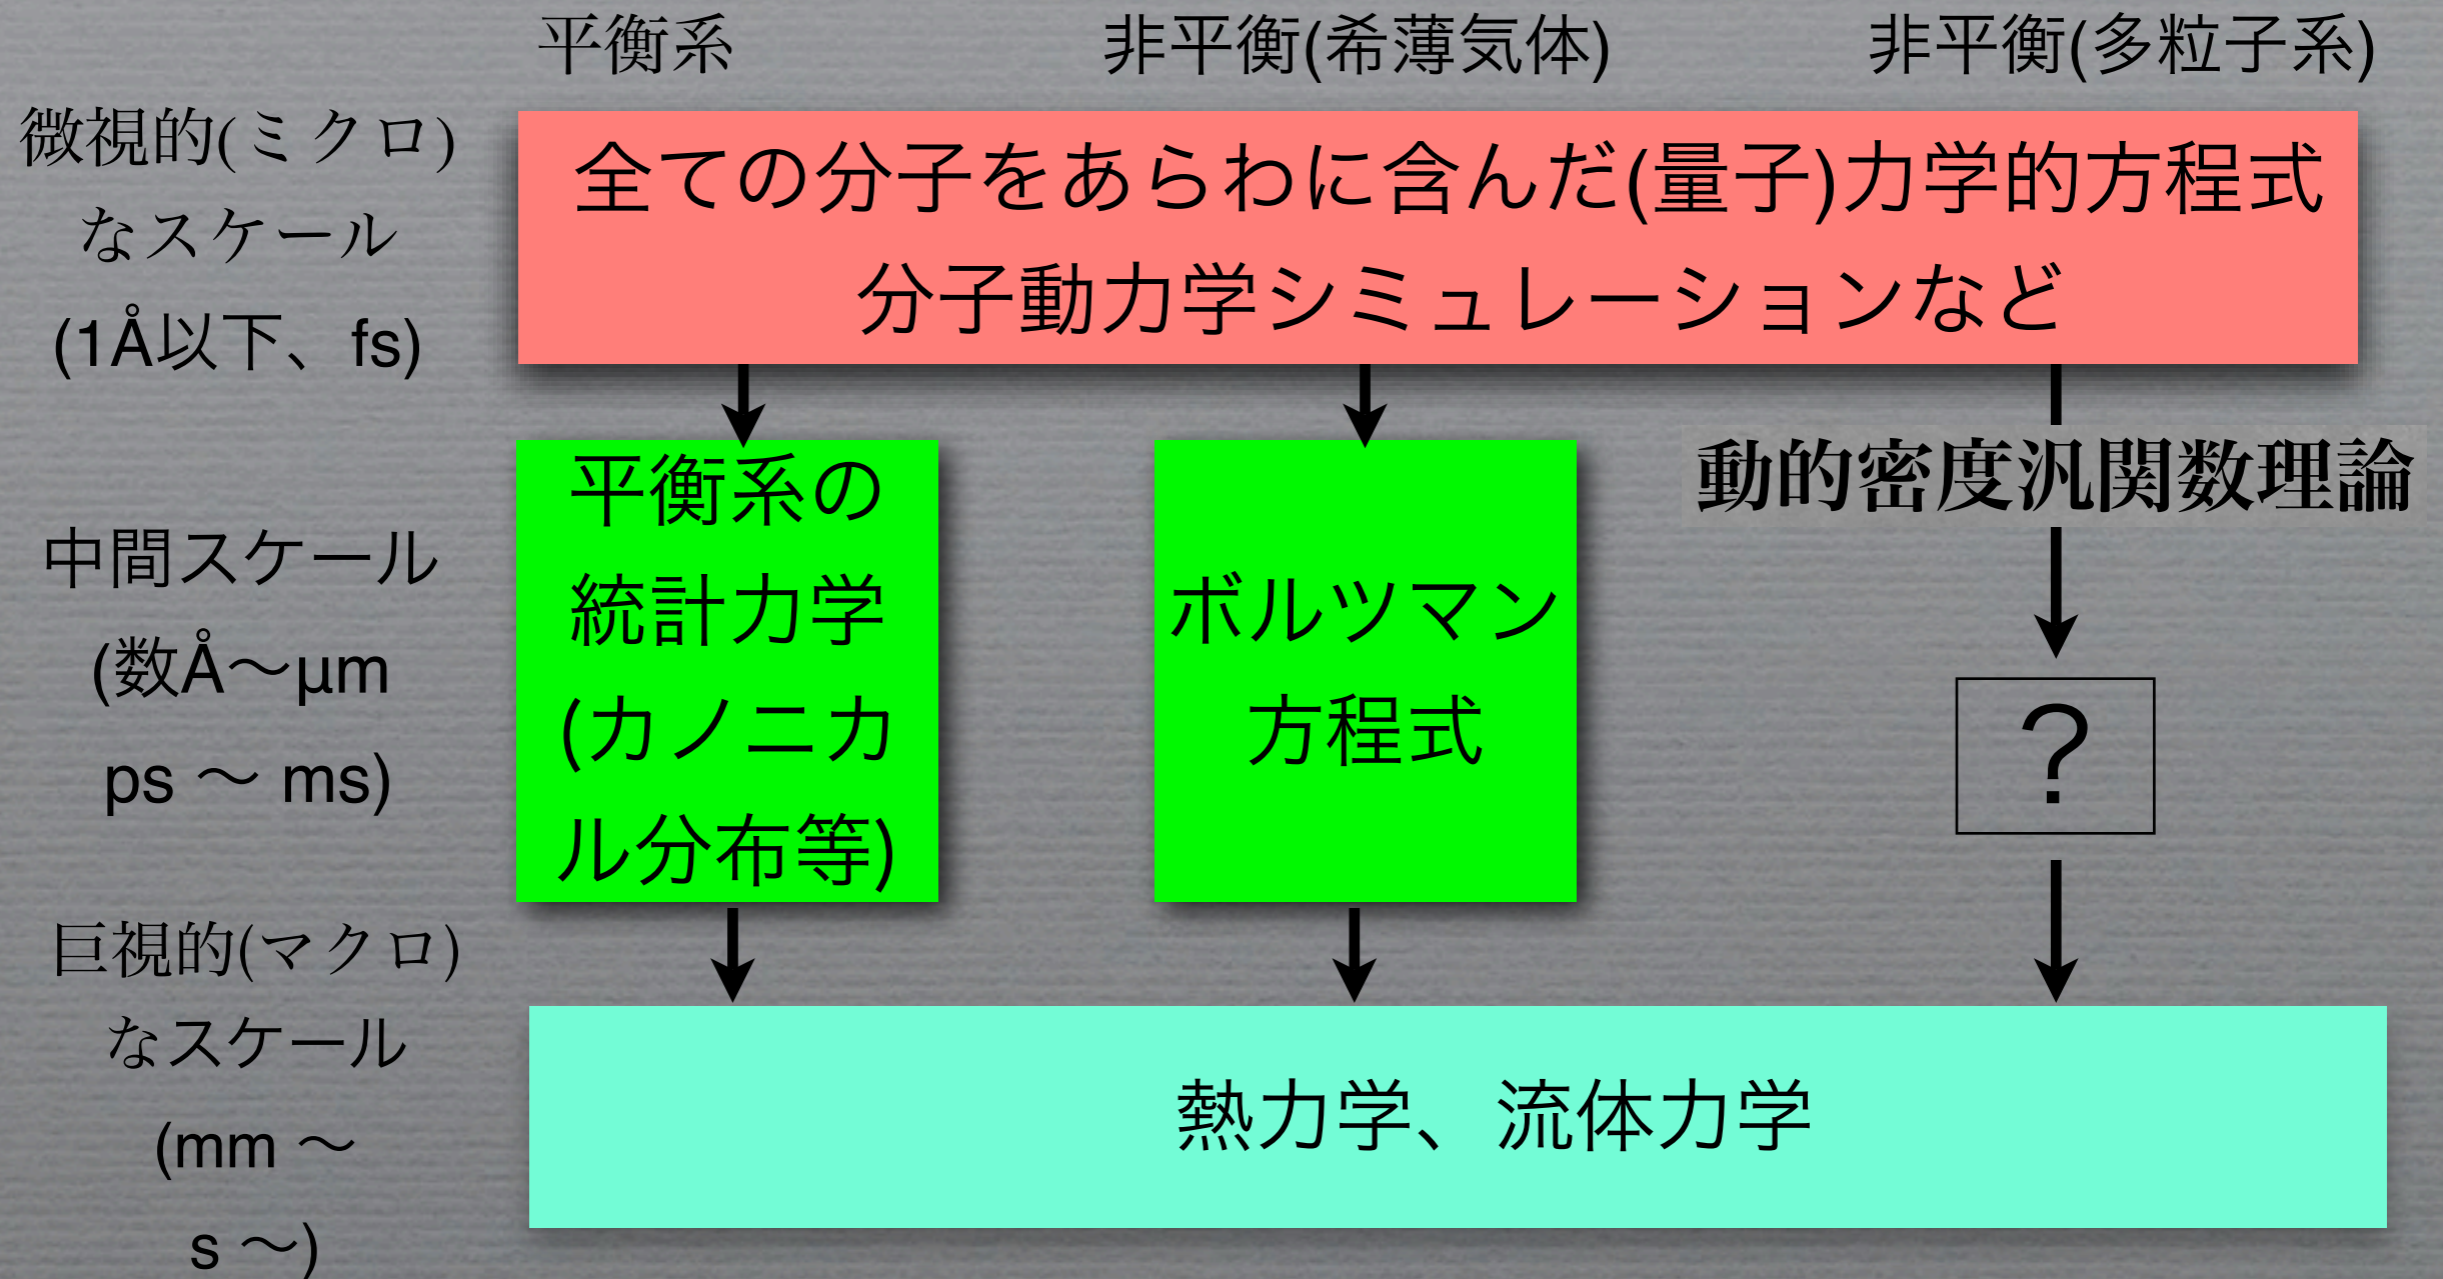 平衡系
非平衡(希薄気体)
非平衡(多粒子系)
微視的(ミクロ)
なスケール
(1Å以下、fs)
全ての分子をあらわに含んだ(量子)力学的方程式
分子動力学シミュレーションなど
中間スケール
(数Å〜μm
ps 〜 ms)
平衡系の
統計力学
(カノニカ
ル分布等)
ボルツマン
方程式
動的密度汎関数理論
?
巨視的(マクロ)
なスケール
(mm 〜
s 〜)
熱力学、流体力学